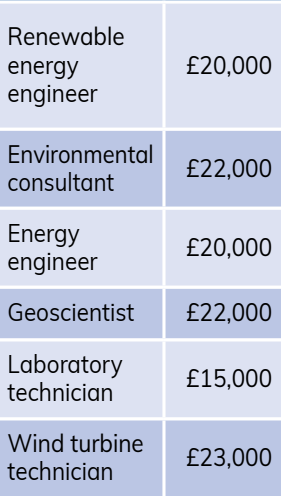 Renewable
energy
engineer
£20,000
Environmental
consultant
£22,000
Energy
engineer
£20,000
Geoscientist
£22,000
Laboratory
technician
£15,000
Wind turbine
technician
£23,000